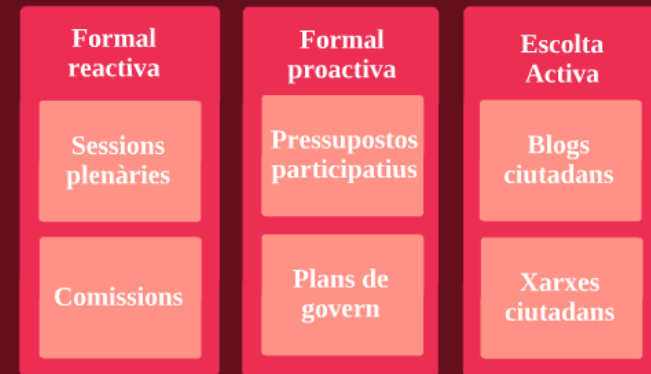 Formal
reactiva
Sessions
plenàries
Comissions
Formal
proactiva
Pressupostos
participatius
Plans de
govern
Escolta
Activa
Blogs
ciutadans
Xarxes
ciutadans